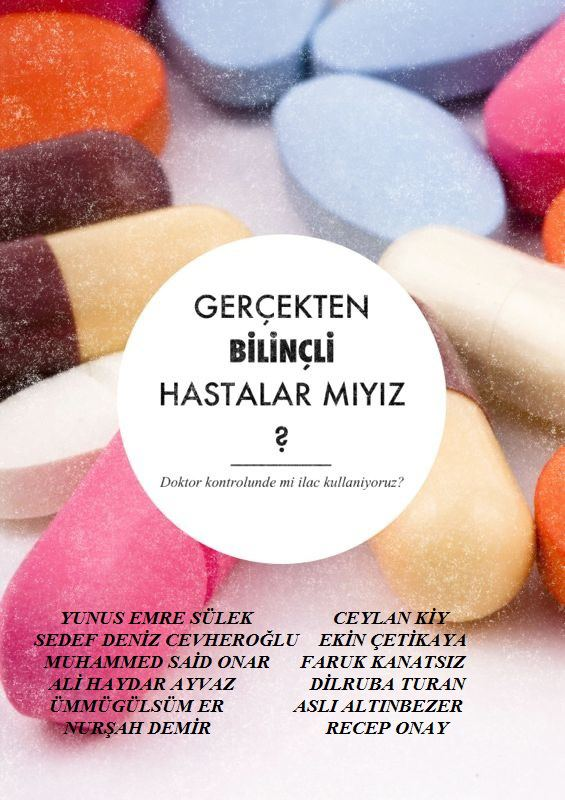 GERÇEKTEN
BİLİNÇLİ
HASTALAR MIYIZ
?
Doktor kontrolunde mi ilac kullaniyoruz?
YUNUS EMRE SÜLEK CEYLAN KİY
SEDEF DENİZ CEVHEROĞLU EKİN ÇETİKAYA
MUHAMMED SAİD ONAR FARUK KANATSIZ
ALİ HAYDAR AYVAZ DİLRUBA TURAN
ÜMMÜGÜLSÜM ER ASLI ALTINBEZER
NURŞAH DEMİR RECEP ONAY